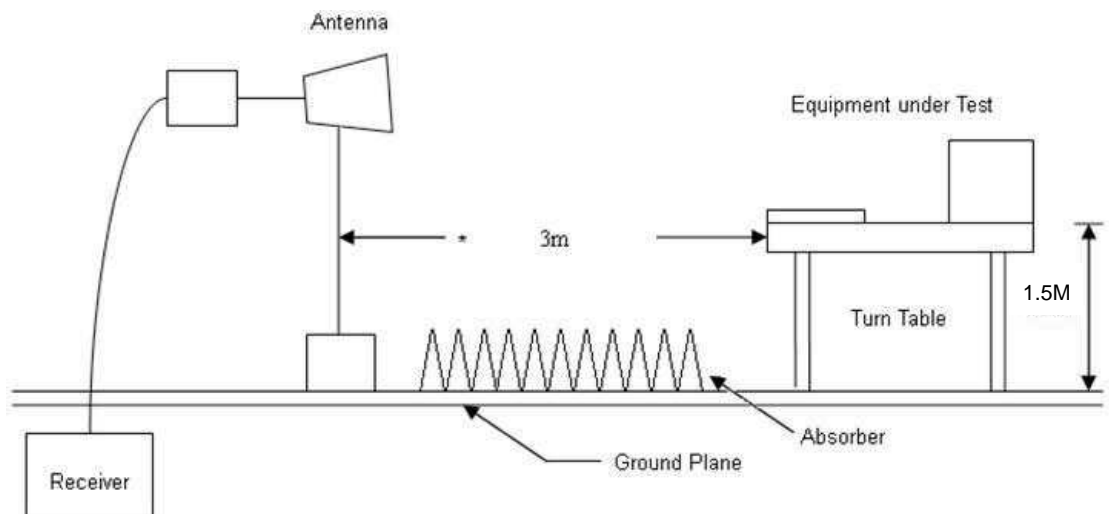 Antenna
Equipment under Test
* 3m
1.5M
Turn Table
Absorber
Ground Plane
Receiver